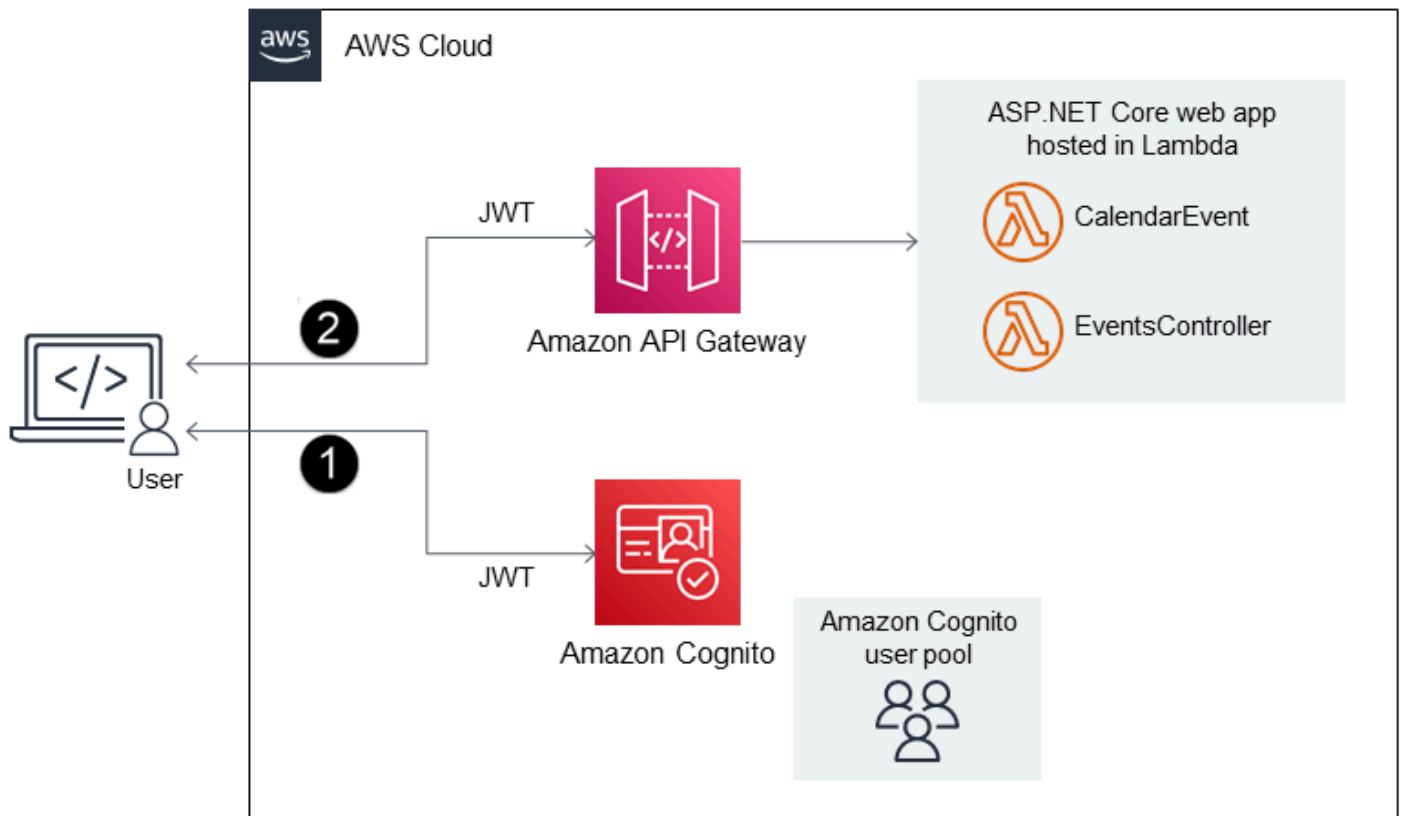 aws
AWS Cloud
ASP.NET Core web app
hosted in Lambda
JWT
CalendarEvent
</>
2
EventsController
Amazon API Gateway
</>
1
User
JWT
Amazon Cognito
Amazon Cognito
user pool